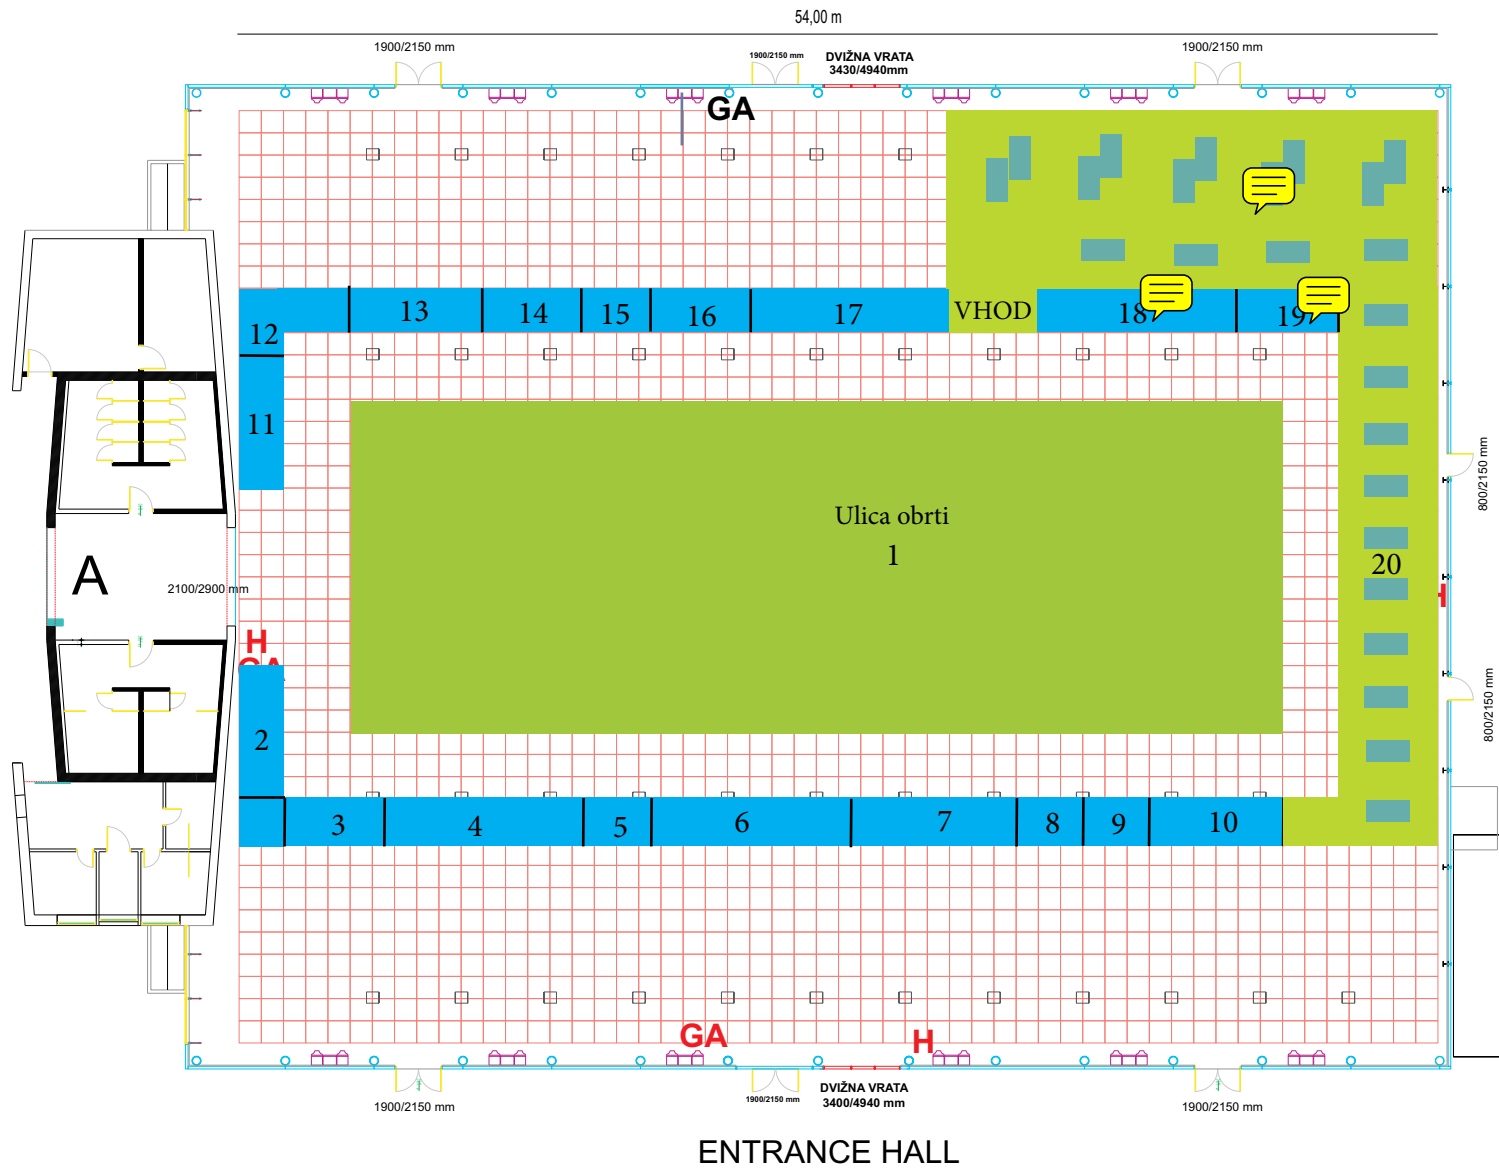 54,00 m
1900/2150 mm
1900/2150 mm
DVIŽNA VRATA
3430/4940mm
1900/2150 mm
GA
13
14
15
16
17
VHOD
18
19
12
11
Ulica obrti
1
20
800/2150 mm
A
2100/2900 mm
H
GA
H
800/2150 mm
2
3
4
5
6
7
8
9
10
GA
H
1900/2150 mm
1900/2150 mm
DVIŽNA VRATA
3400/4940 mm
1900/2150 mm
ENTRANCE HALL